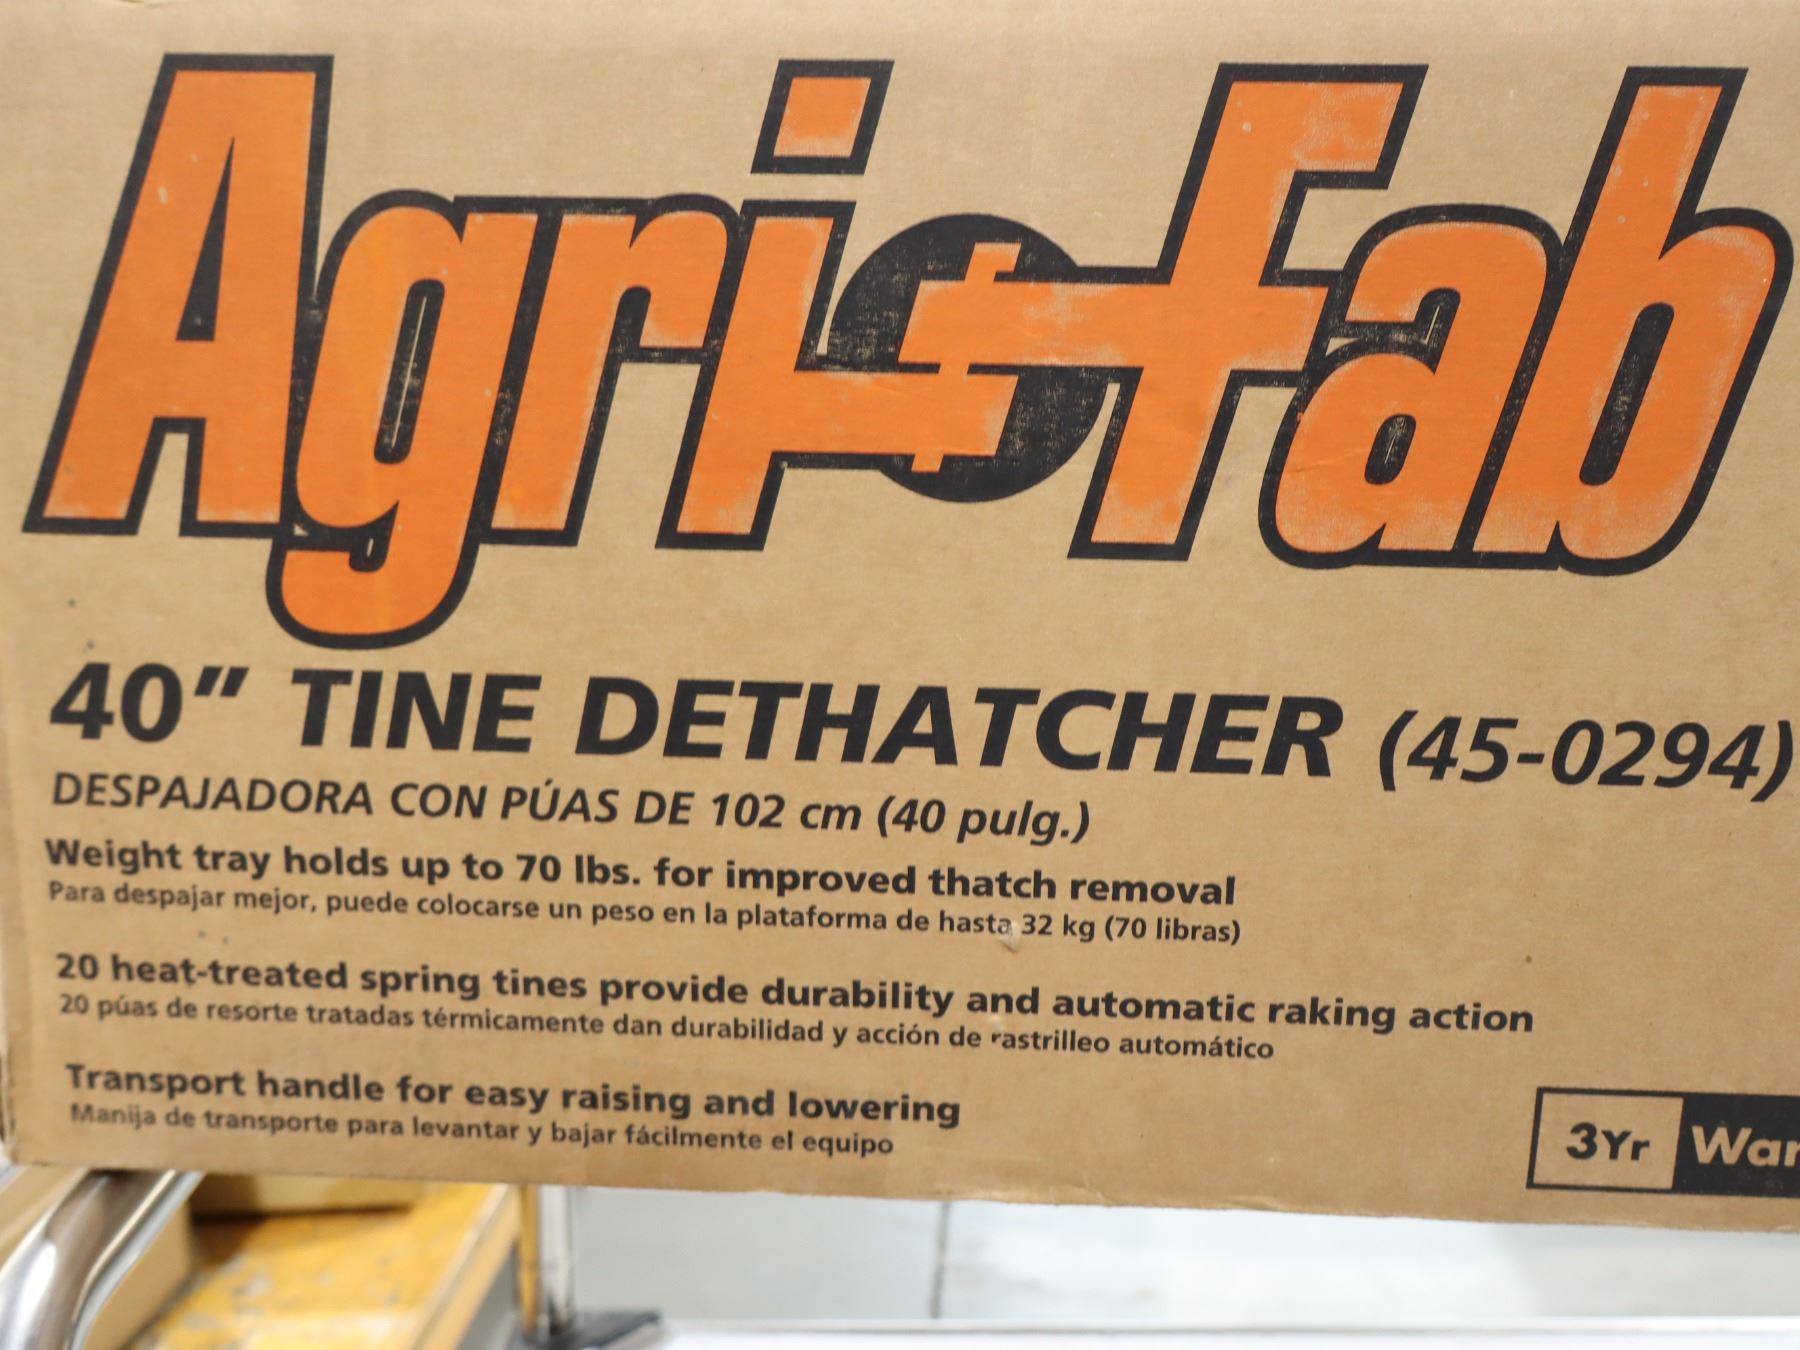 Agri-Fab
40” TINE DETHATCHER (45-0294)
DESPAJADORA CON PÚAS DE 102 cm (40 pulg.)
Weight tray holds up to 70 lbs. for improved thatch removal
Para despajar mejor, puede colocarse un peso en la plataforma de hasta 32 kg (70 libras)
20 heat-treated spring tines provide durability and automatic raking action
20 púas de resorte tratadas térmicamente dan durabilidad y acción de rastrilleo automático
Transport handle for easy raising and lowering
Manija de transporte para levantar y bajar fácilmente el equipo
3Yr